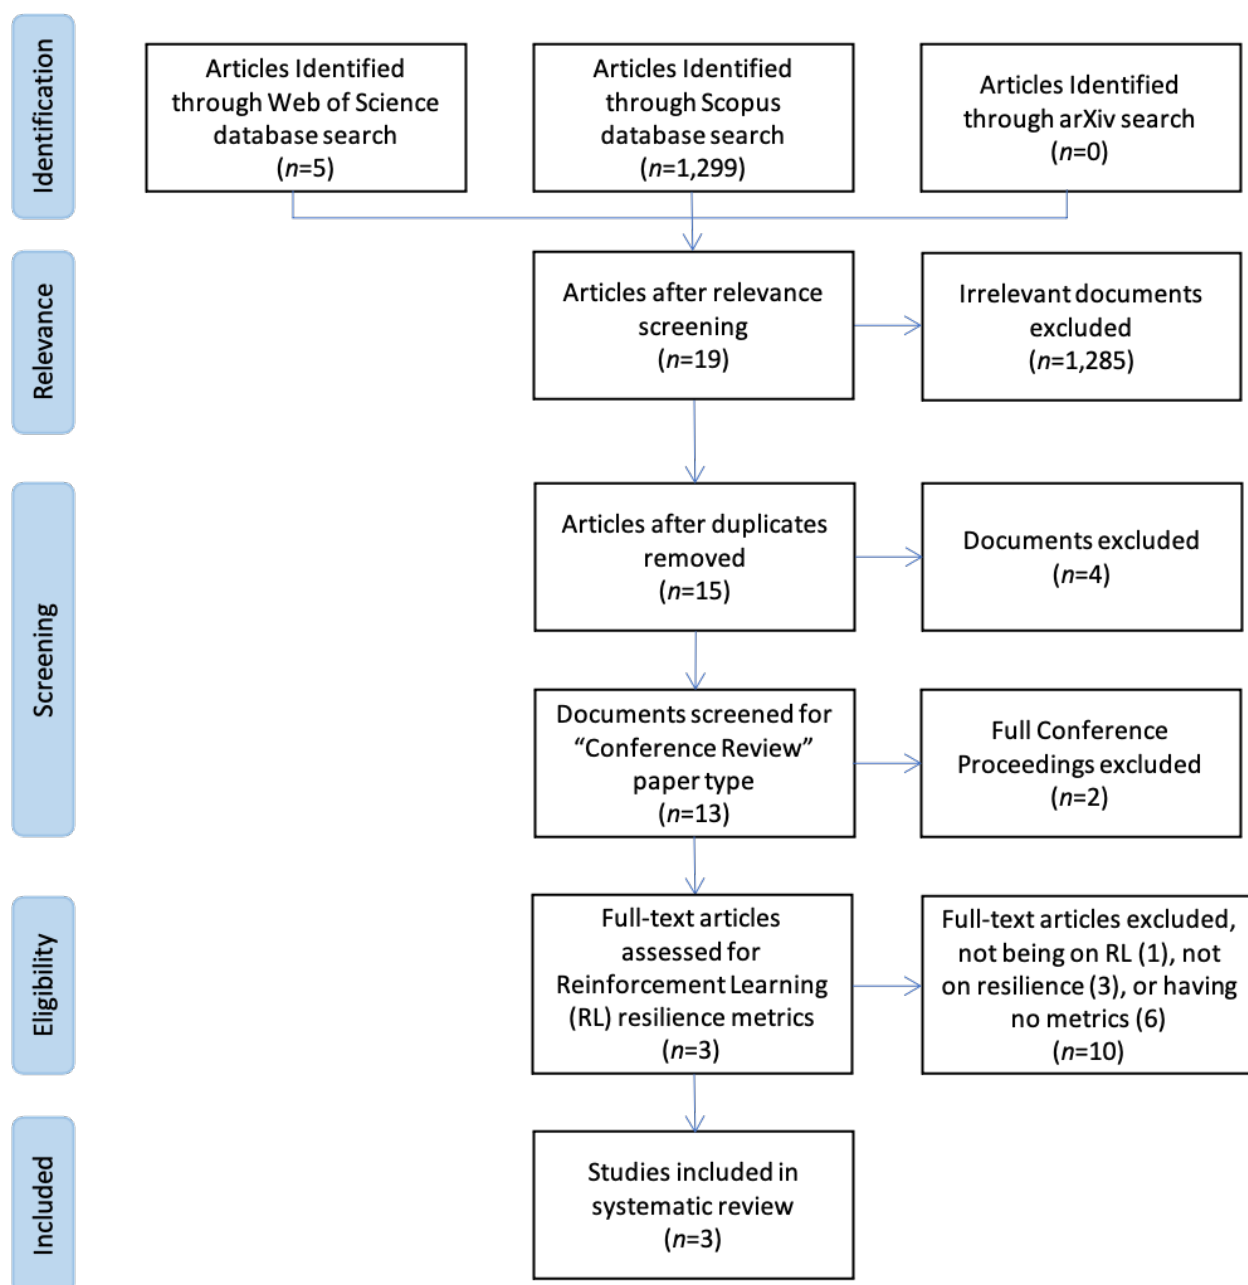 Identification
Articles Identified
through Web of Science
database search
(n=5)
Articles Identified
through Scopus
database search
(n=1,299)
Articles Identified
through arXiv search
(n=0)
Relevance
Articles after relevance
screening
(n=19)
Irrelevant documents
excluded
(n=1,285)
Screening
Articles after duplicates
removed
(n=15)
Documents excluded
(n=4)
Documents screened for
“Conference Review”
paper type
(n=13)
Full Conference
Proceedings excluded
(n=2)
Eligibility
Full-text articles
assessed for
Reinforcement Learning
(RL) resilience metrics
(n=3)
Full-text articles excluded,
not being on RL (1), not
on resilience (3), or having
no metrics (6)
(n=10)
Included
Studies included in
systematic review
(n=3)